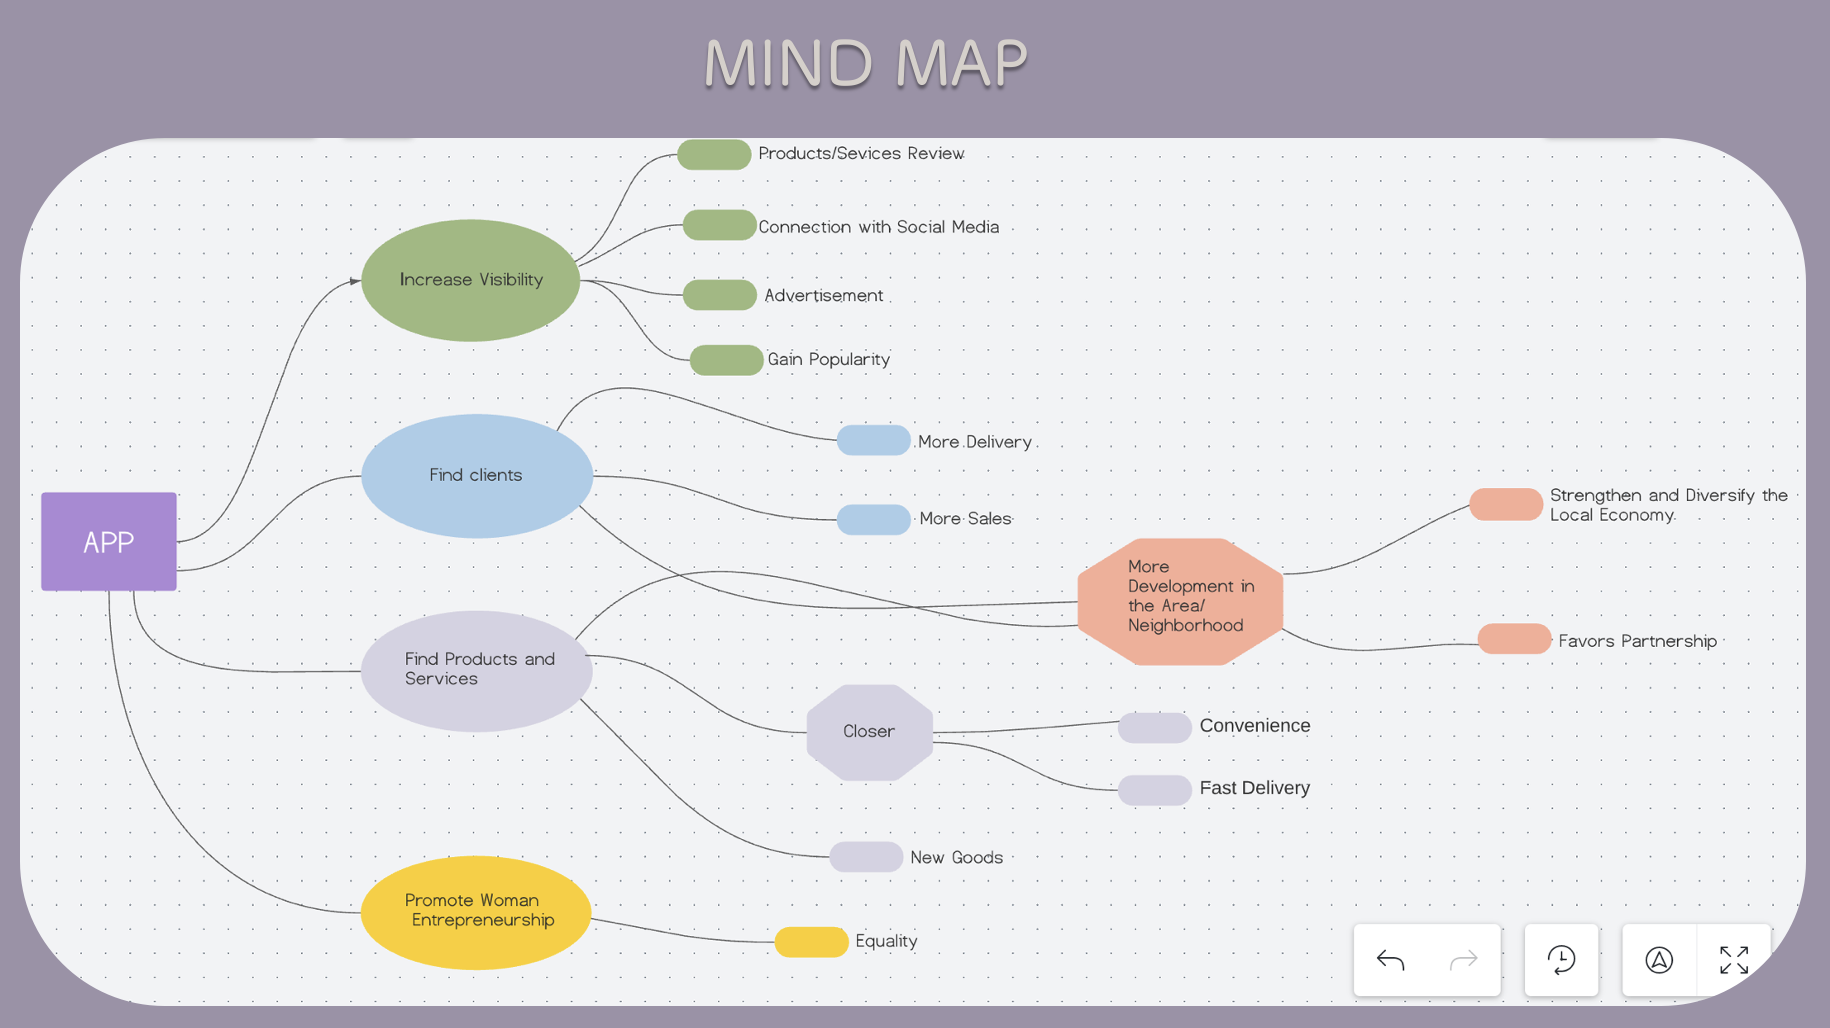 MIND MAP
Products/Sevices Review
Connection with Social Media
Increase Visibility
Advertisement
Gain Popularity
More Delivery
Find clients
More Sales
Strengthen and Diversify the
Local Economy
APP
More
Development in
the Area/
Neighborhood
Favors Partnership
Find Products and
Services
Closer
Convenience
Fast Delivery
New Goods
Promote Woman
Entrepreneurship
Equality